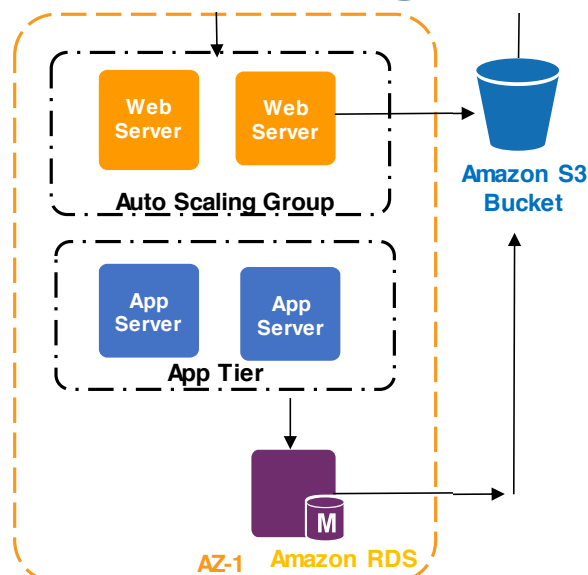 Web
Server
Web
Server
Auto Scaling Group
Amazon S3
Bucket
App
Server
App
Server
App Tier
M
AZ-1
Amazon RDS